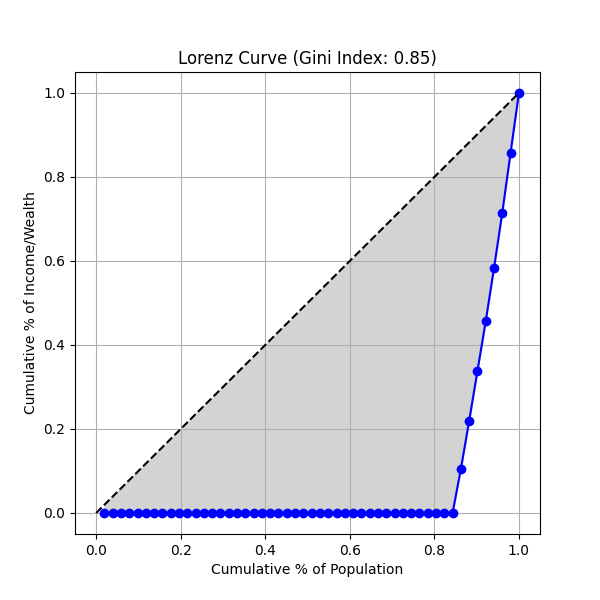 Lorenz Curve (Gini Index: 0.85)
Cumulative % of Income/Wealth
1.0
0.8
0.6
0.4
0.2
0.0
0.0 0.2 0.4 0.6 0.8 1.0
Cumulative % of Population